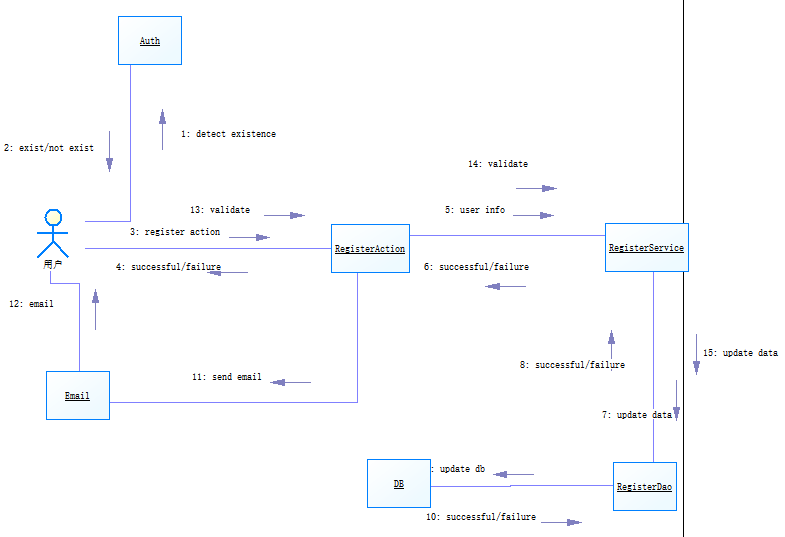 Auth
1: detect existence
2: exist/not exist
14: validate
13: validate
5: user info
3: register action
RegisterAction
RegisterService
用户
4: successful/failure
6: successful/failure
12: email
15: update data
8: successful/failure
11: send email
Email
7: update data
: update db
DB
RegisterDao
10: successful/failure